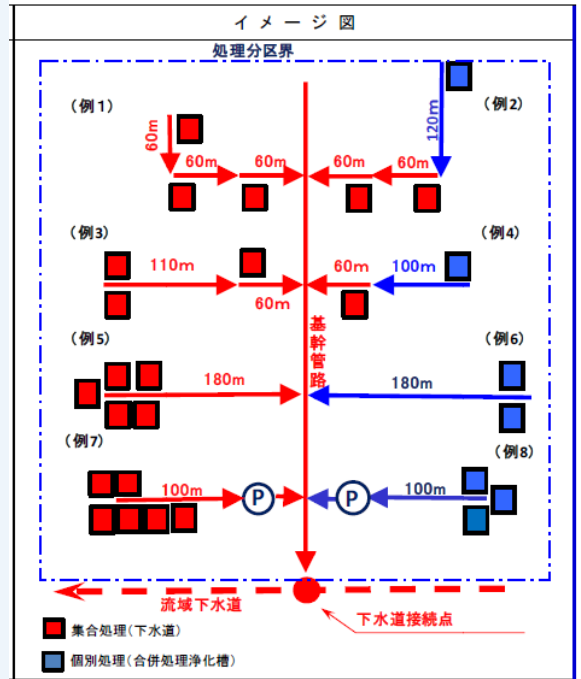 イメージ図
処理分区界
(例1)
(例2)
60m
120m
60m
60m
60m
60m
(例3)
(例4)
110m
60m
60m
100m
基幹管路
(例5)
(例6)
180m
180m
(例7)
(例8)
100m
P
P
100m
流域下水道
下水道接続点
集合処理(下水道)
個別処理(合併処理浄化槽)